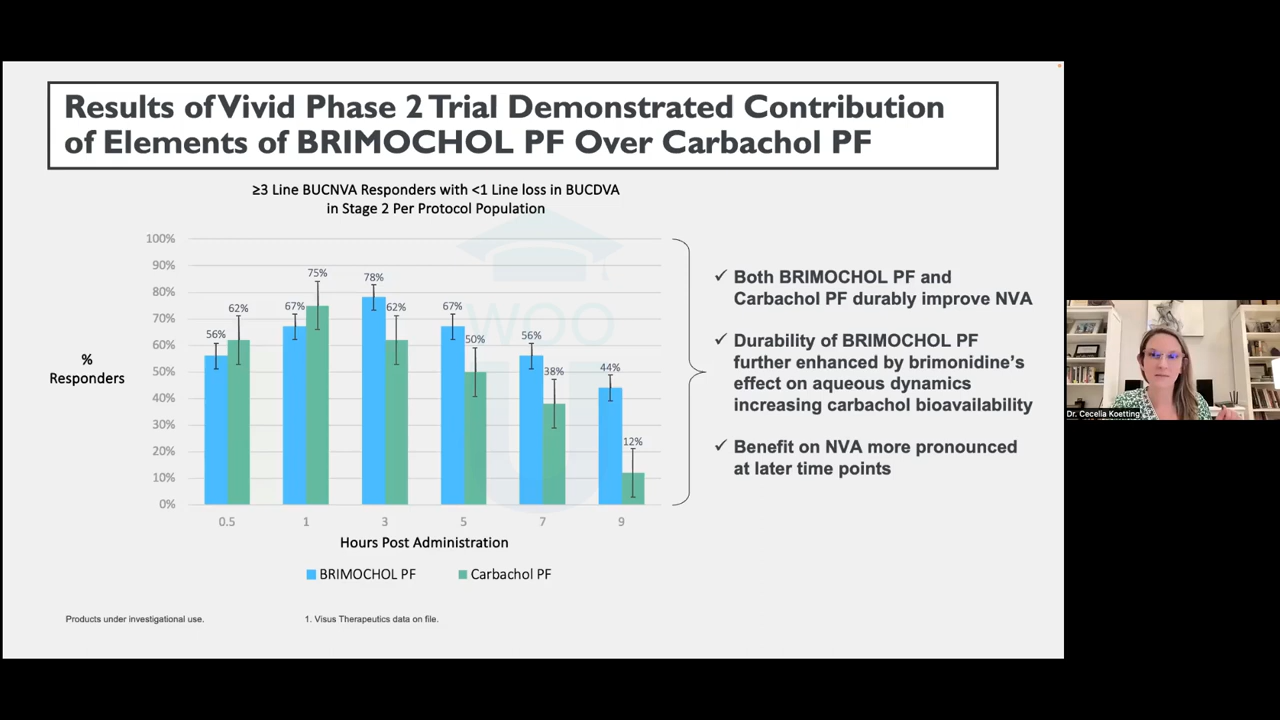 Results of Vivid Phase 2 Trial Demonstrated Contribution
of Elements of BRIMOCHOL PF Over Carbachol PF
≥3 Line BUCNVA Responders with <1 Line loss in BUCDVA
in Stage 2 Per Protocol Population
%
Responders
100%
90%
80%
70%
60%
50%
40%
30%
20%
10%
0%
56%
62%
67%
75%
78%
62%
67%
50%
56%
38%
44%
12%
0.5
1
3
5
7
9
Hours Post Administration
BRIMOCHOL PF
Carbachol PF
WOO
U
✓ Both BRIMOCHOL PF and
Carbachol PF durably improve NVA
✓ Durability of BRIMOCHOL PF
further enhanced by brimonidine’s
effect on aqueous dynamics
increasing carbachol bioavailability
✓ Benefit on NVA more pronounced
at later time points
Products under investigational use.
1. Visus Therapeutics data on file.
Dr. Cecelia Koetting